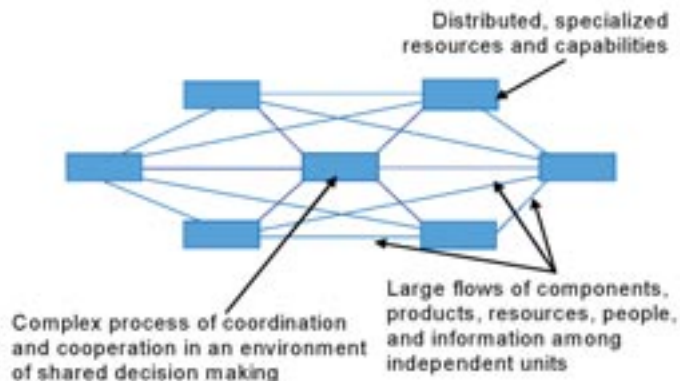 Distributed, specialized
resources and capabilities
Large flows of components,
products, resources, people,
and information among
independent units
Complex process of coordination
and cooperation in an environment
of shared decision making